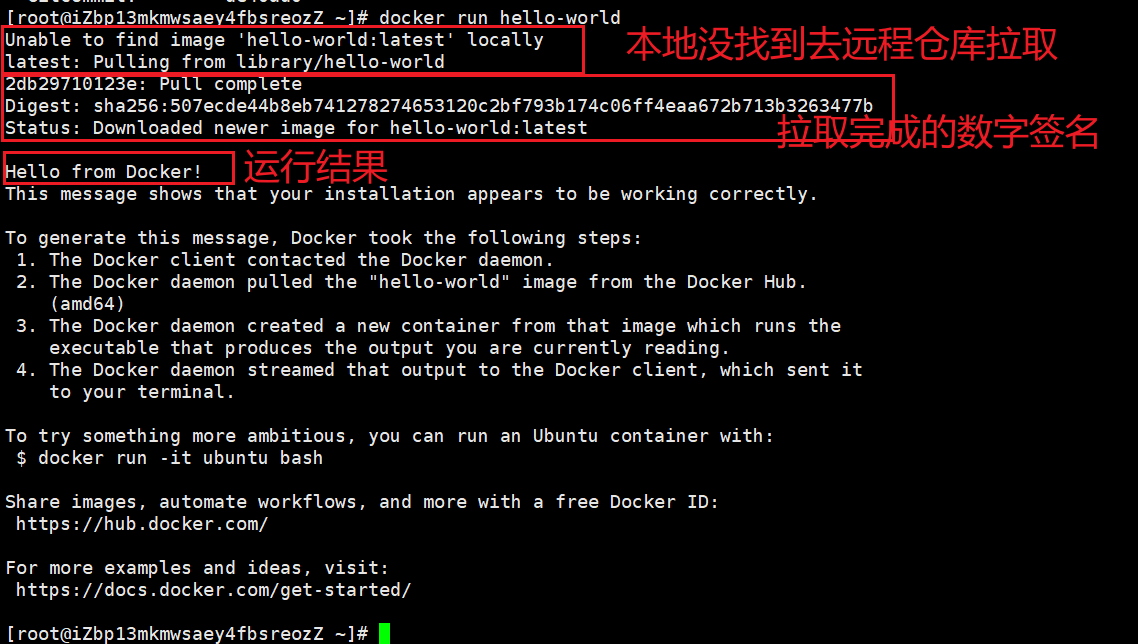 [root@iZbp13mkmwsaey4fbsreozZ ~]# docker run hello-world
Unable to find image 'hello-world:latest' locally
latest: Pulling from library/hello-world
本地没找到去远程仓库拉取
2db29710123e: Pull complete
Digest: sha256:507ecde44b8eb741278274653120c2bf793b174c06ff4eaa672b713b3263477b
Status: Downloaded newer image for hello-world:latest
拉取完成的数字签名
Hello from Docker!
运行结果
This message shows that your installation appears to be working correctly.
To generate this message, Docker took the following steps:
1. The Docker client contacted the Docker daemon.
2. The Docker daemon pulled the "hello-world" image from the Docker Hub.
(amd64)
3. The Docker daemon created a new container from that image which runs the
executable that produces the output you are currently reading.
4. The Docker daemon streamed that output to the Docker client, which sent it
to your terminal.
To try something more ambitious, you can run an Ubuntu container with:
$ docker run -it ubuntu bash
Share images, automate workflows, and more with a free Docker ID:
https://hub.docker.com/
For more examples and ideas, visit:
https://docs.docker.com/get-started/
[root@iZbp13mkmwsaey4fbsreozZ ~]#